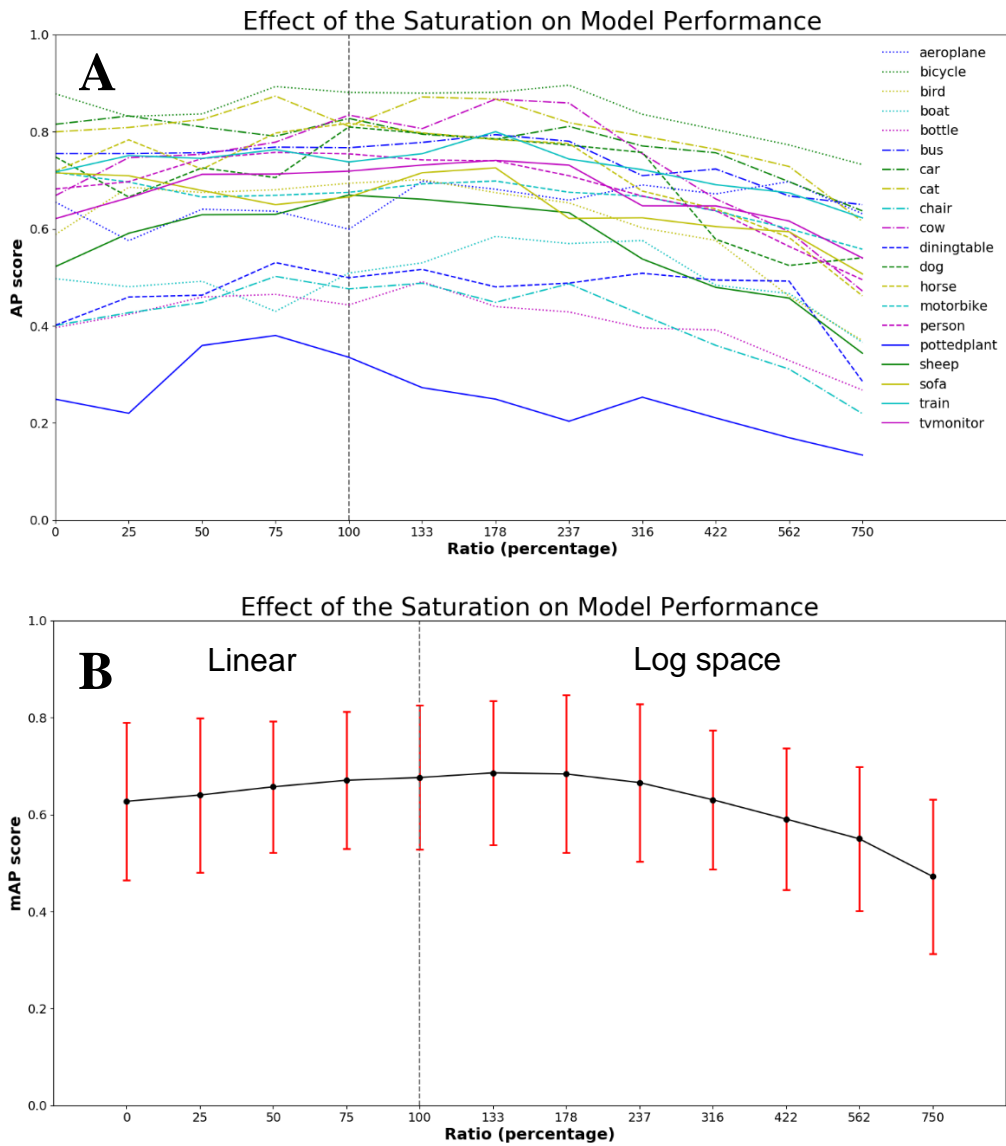 Effect of the Saturation on Model Performance
A
1.0
0.8
0.6
0.4
0.2
0.0
AP score
0 25 50 75 100 133 178 237 316 422 562 750
Ratio (percentage)
aeroplane
bicycle
bird
boat
bottle
bus
car
cat
chair
cow
diningtable
dog
horse
motorbike
person
pottedplant
sheep
sofa
train
tvmonitor
Effect of the Saturation on Model Performance
B
Linear
Log space
1.0
0.8
0.6
0.4
0.2
0.0
mAP score
0 25 50 75 100 133 178 237 316 422 562 750
Ratio (percentage)